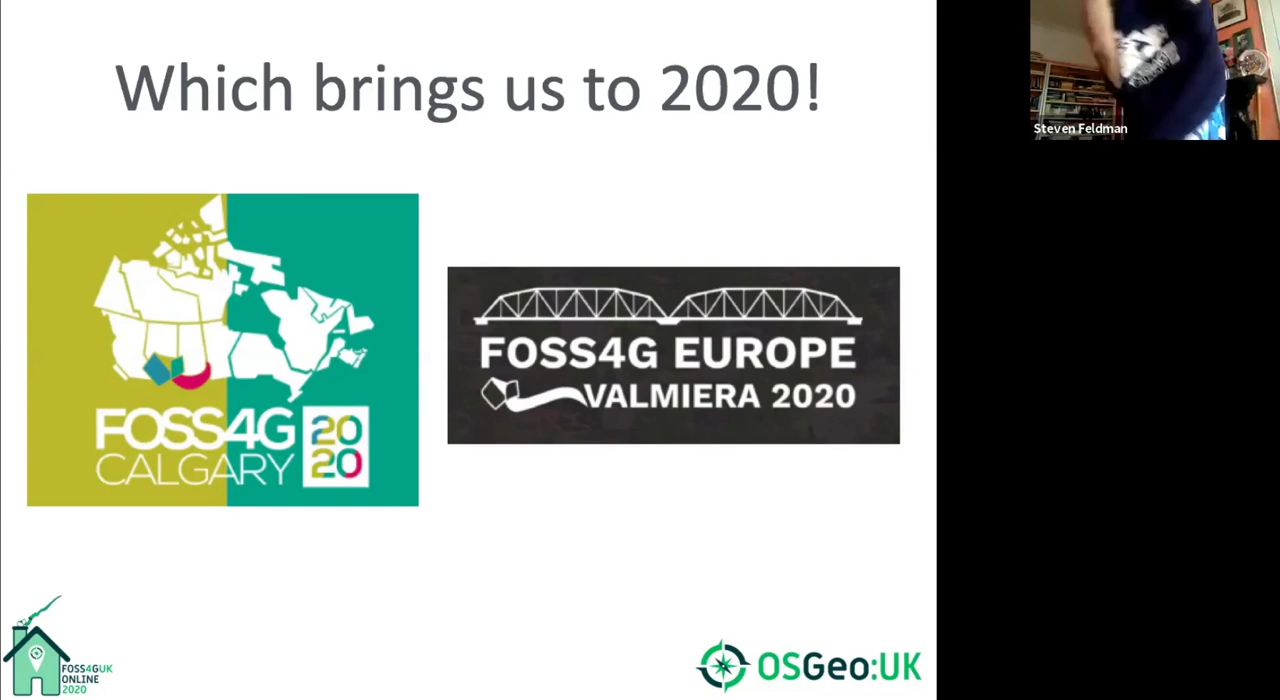 Which brings us to 2020!
Steven Feldman
FOSS4G
CALGARY
20
20
FOSS4G EUROPE
VALMIERA 2020
FOSS4GUK
ONLINE
2020
OSGeo:UK